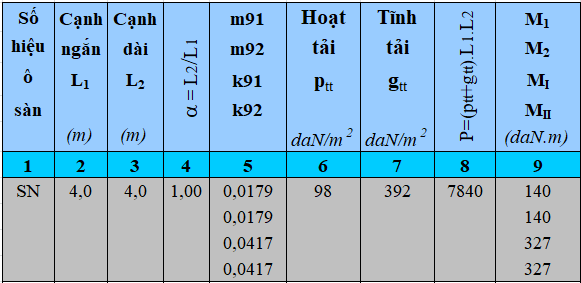 Số hiệu ô sàn
Cạnh ngắn L1 (m)
Cạnh dài L2 (m)
α = L2/L1
m91 m92 k91 k92
Hoạt tải ptt daN/m2
Tĩnh tải gtt daN/m2
P=(ptt+gtt).L1.L2
M1 M2 MI MII (daN.m)
1 2 3 4 5 6 7 8 9
SN 4,0 4,0 1,00 0,0179 98 392 7840 140
0,0179 140
0,0417 327
0,0417 327